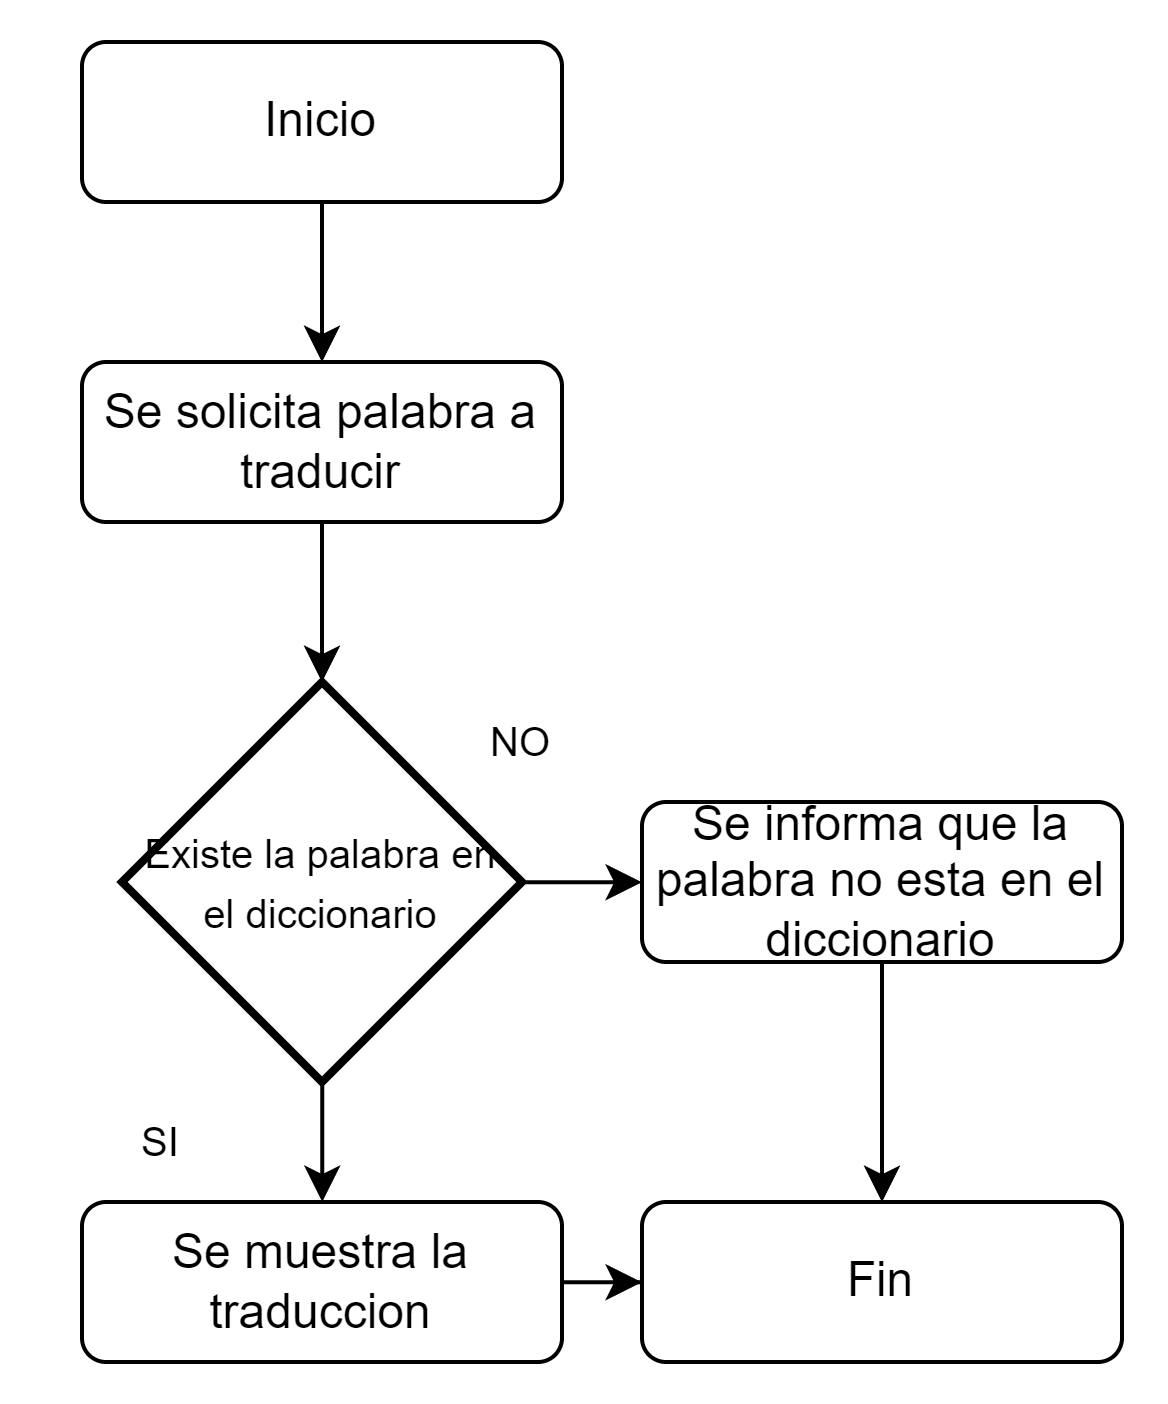 Inicio
Se solicita palabra a
traducir
NO
Existe la palabra en
el diccionario
Se informa que la
palabra no esta en el
diccionario
SI
Se muestra la
traduccion
Fin